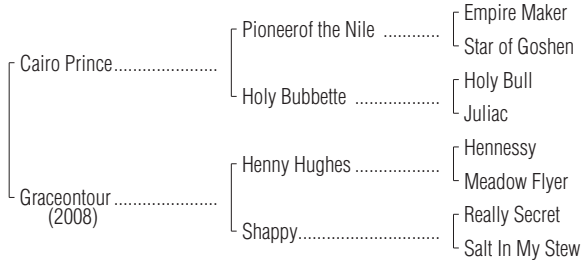 Empire Maker
Pioneerof the Nile ............
Star of Goshen
Cairo Prince.....................
Holy Bull
Holy Bubbette .................
Juliac
Hennessy
Henny Hughes .................
Meadow Flyer
Graceontour.....................
(2008)
Really Secret
Shappy............................
Salt In My Stew